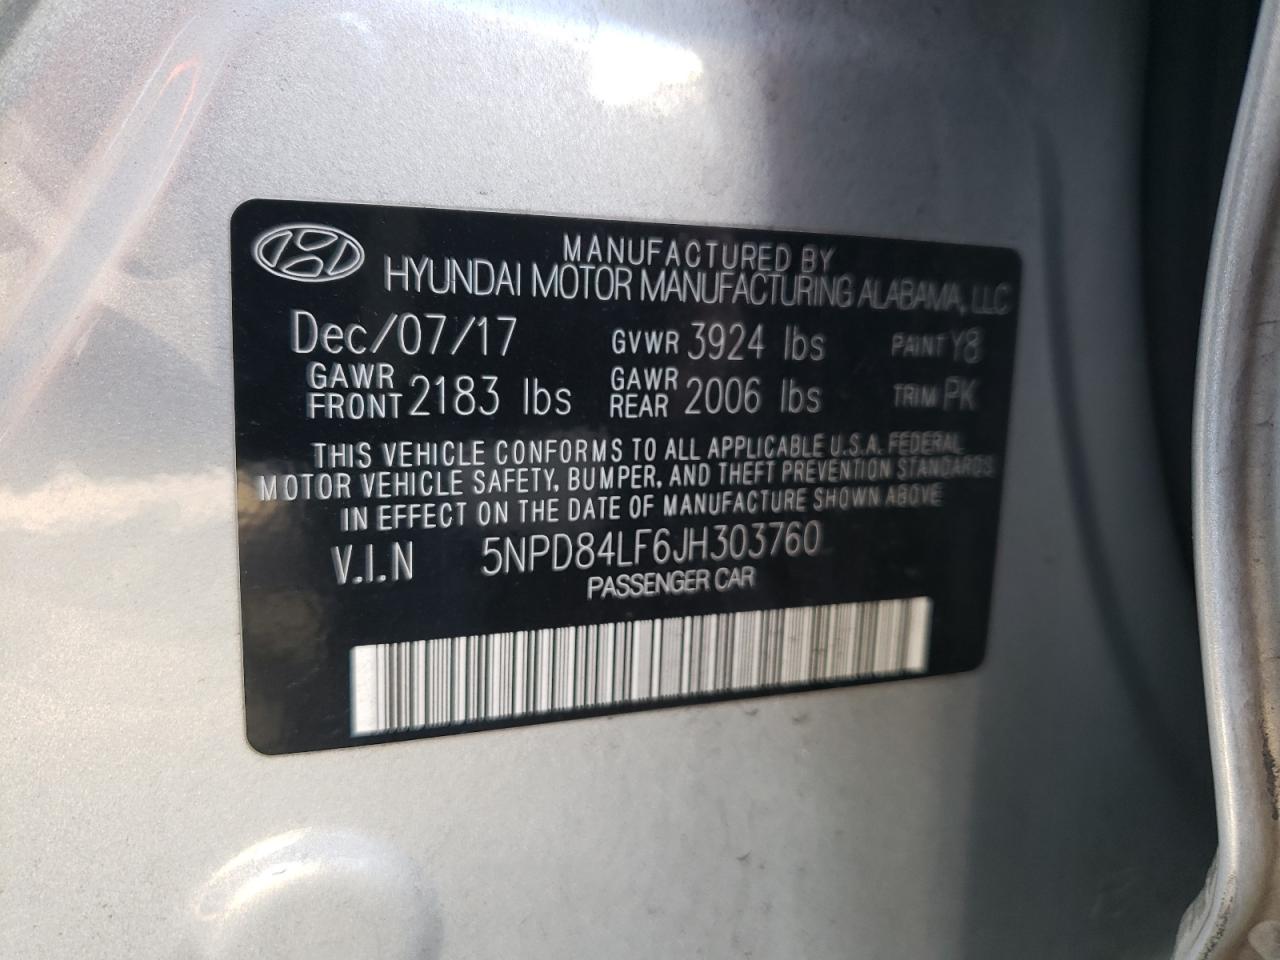 MANUFACTURED BY
HYUNDAI MOTOR MANUFACTURING ALABAMA, LLC
Dec/07/17 GVWR 3924 lbs PAINT Y8
GAWR FRONT 2183 lbs GAWR REAR 2006 lbs TRIM PK
THIS VEHICLE CONFORMS TO ALL APPLICABLE U.S.A. FEDERAL
MOTOR VEHICLE SAFETY, BUMPER, AND THEFT PREVENTION STANDARDS
IN EFFECT ON THE DATE OF MANUFACTURE SHOWN ABOVE
V.I.N 5NPD84LF6JH303760
PASSENGER CAR